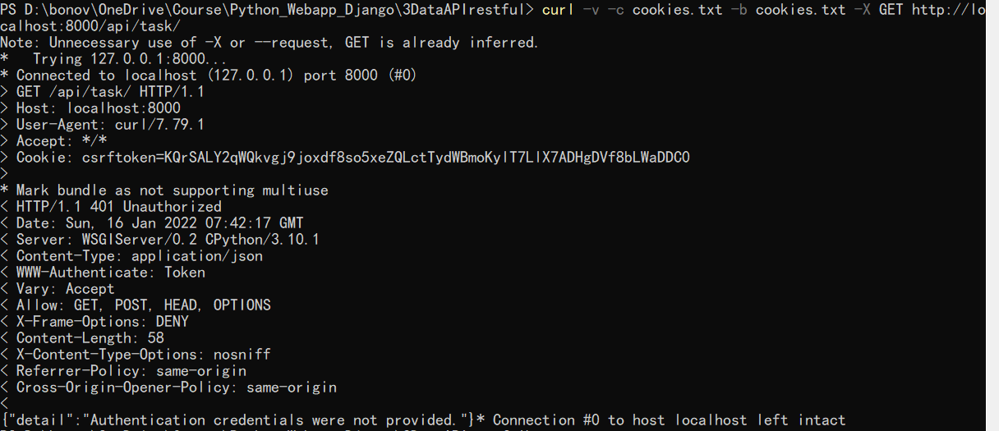 PS D:\bonov\OneDrive\Course\Python_Webapp_Django\3DataAPIrestful> curl -v -c cookies.txt -b cookies.txt -X GET http://lo
calhost:8000/api/task/
Note: Unnecessary use of -X or --request, GET is already inferred.
*   Trying 127.0.0.1:8000...
* Connected to localhost (127.0.0.1) port 8000 (#0)
> GET /api/task/ HTTP/1.1
> Host: localhost:8000
> User-Agent: curl/7.79.1
> Accept: */*
> Cookie: csrftoken=KQrSALY2qWQkvgj9joxdf8so5xeZQLctTydWBmoKylT7LlX7ADHgDVf8bLWaDDCO
>
* Mark bundle as not supporting multiuse
< HTTP/1.1 401 Unauthorized
< Date: Sun, 16 Jan 2022 07:42:17 GMT
< Server: WSGIServer/0.2 CPython/3.10.1
< Content-Type: application/json
< WWW-Authenticate: Token
< Vary: Accept
< Allow: GET, POST, HEAD, OPTIONS
< X-Frame-Options: DENY
< Content-Length: 58
< X-Content-Type-Options: nosniff
< Referrer-Policy: same-origin
< Cross-Origin-Opener-Policy: same-origin
<
{"detail":"Authentication credentials were not provided."}* Connection #0 to host localhost left intact